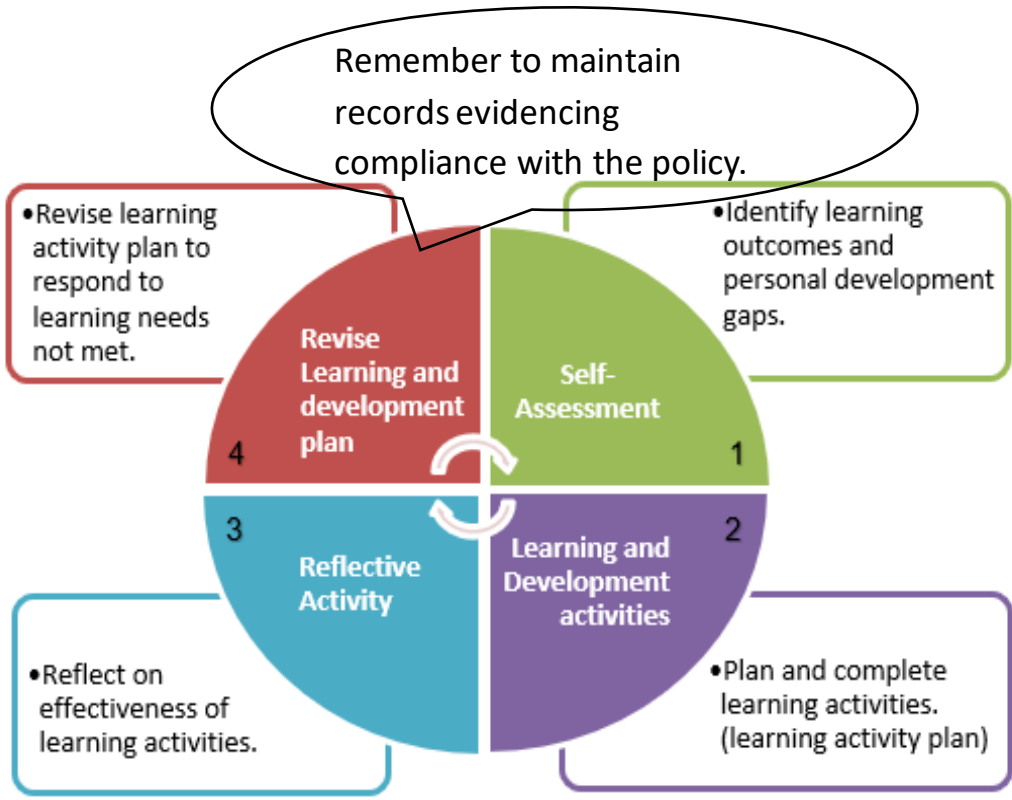 Remember to maintain
records evidencing
compliance with the policy.
•Revise learning
activity plan to
respond to
learning needs
not met.
•Identify learning
outcomes and
personal development
gaps.
Revise
Learning and
development
plan
4
Self-
Assessment
1
3
Reflective
Activity
2
Learning and
Development
activities
•Reflect on
effectiveness of
learning activities.
•Plan and complete
learning activities.
(learning activity plan)